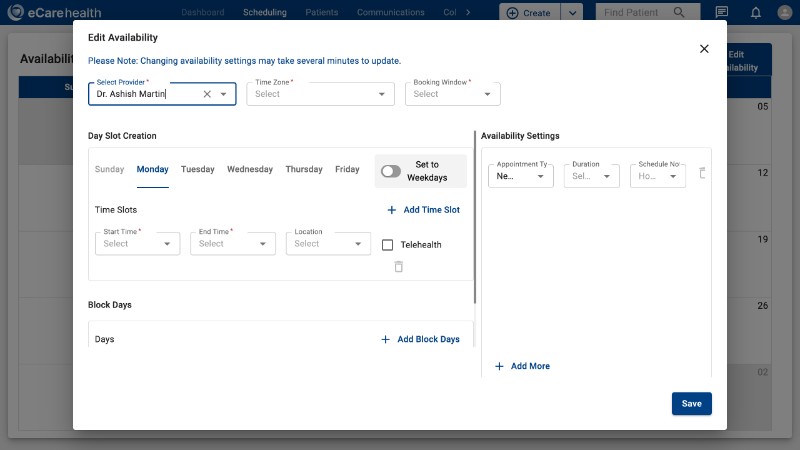 eCarehealth
Dashboard Scheduling Patients Communications Col
Create
Find Patient
Availability
Edit
Su
05
12
19
26
02
Edit Availability
Please Note: Changing availability settings may take several minutes to update.
Select Provider *
Dr. Ashish Martin
Time Zone *
Select
Booking Window *
Select
Day Slot Creation
Sunday Monday Tuesday Wednesday Thursday Friday
Set to
Weekdays
Time Slots
Add Time Slot
Start Time *
Select
End Time *
Select
Location
Select
Telehealth
Block Days
Days
Add Block Days
Availability Settings
Appointment Ty
Ne...
Duration
Sel...
Schedule No
Ho...
Add More
Save